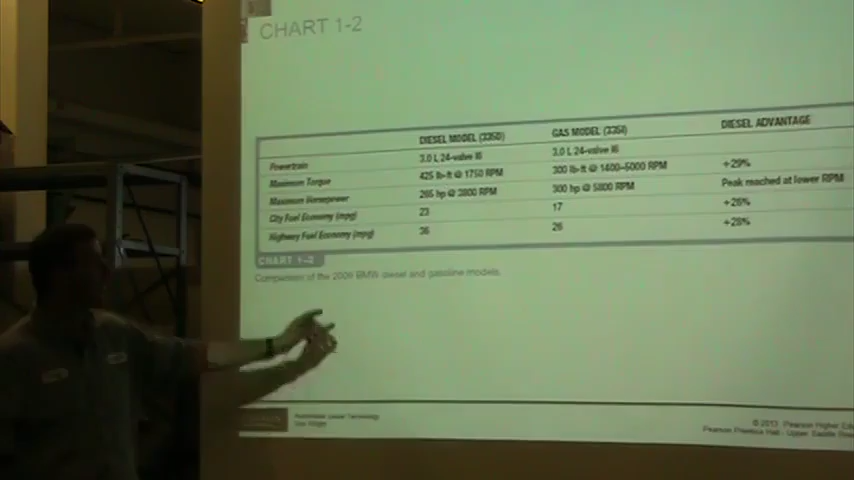 CHART 1-2
DIESEL MODEL (335D) GAS MODEL (335I) DIESEL ADVANTAGE
Powertrain 3.0 L 24-valve I6 3.0 L 24-valve I6
Maximum Torque 425 lb-ft @ 1750 RPM 300 lb-ft @ 1400–5000 RPM +29%
Maximum Horsepower 265 hp @ 3800 RPM 300 hp @ 5800 RPM Peak reached at lower RPM
City Fuel Economy (mpg) 23 17 +26%
Highway Fuel Economy (mpg) 36 26 +28%
CHART 1-2
Comparison of the 2009 BMW diesel and gasoline models.
© 2013 Pearson Higher
Pearson Prentice Hall - Upper Saddle